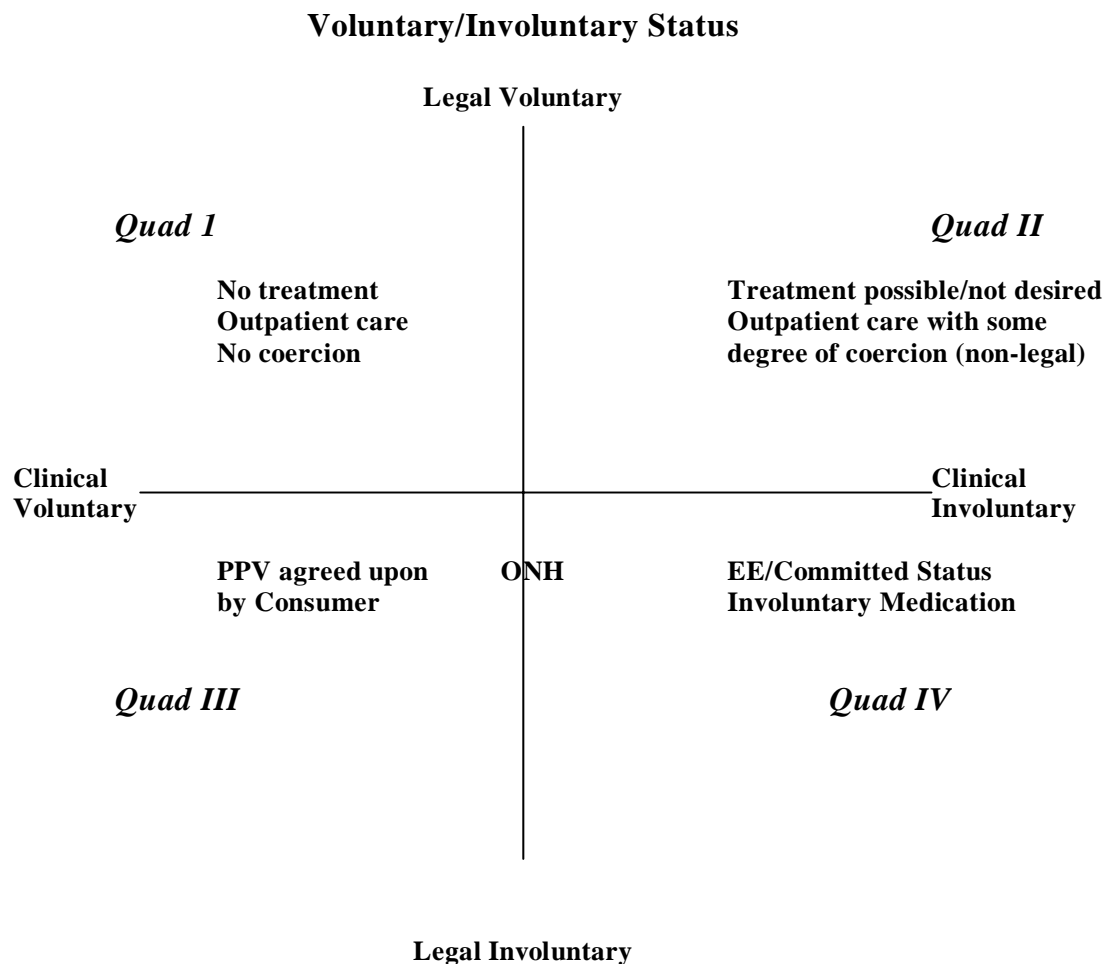 Voluntary/Involuntary Status
Legal Voluntary
Quad 1
Quad II
No treatment
Outpatient care
No coercion
Treatment possible/not desired
Outpatient care with some
degree of coercion (non-legal)
Clinical
Voluntary
Clinical
Involuntary
PPV agreed upon
by Consumer
ONH
EE/Committed Status
Involuntary Medication
Quad III
Quad IV
Legal Involuntary